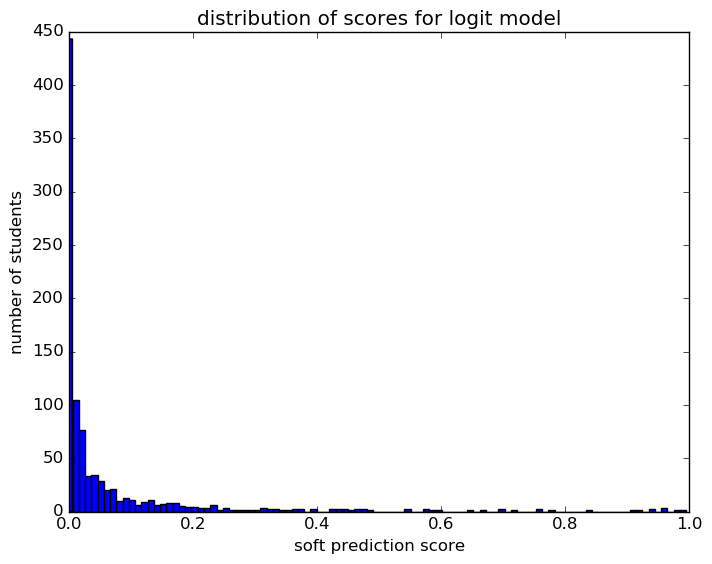 distribution of scores for logit model
450
400
350
300
250
200
150
100
50
0
0.0 0.2 0.4 0.6 0.8 1.0
number of students
soft prediction score